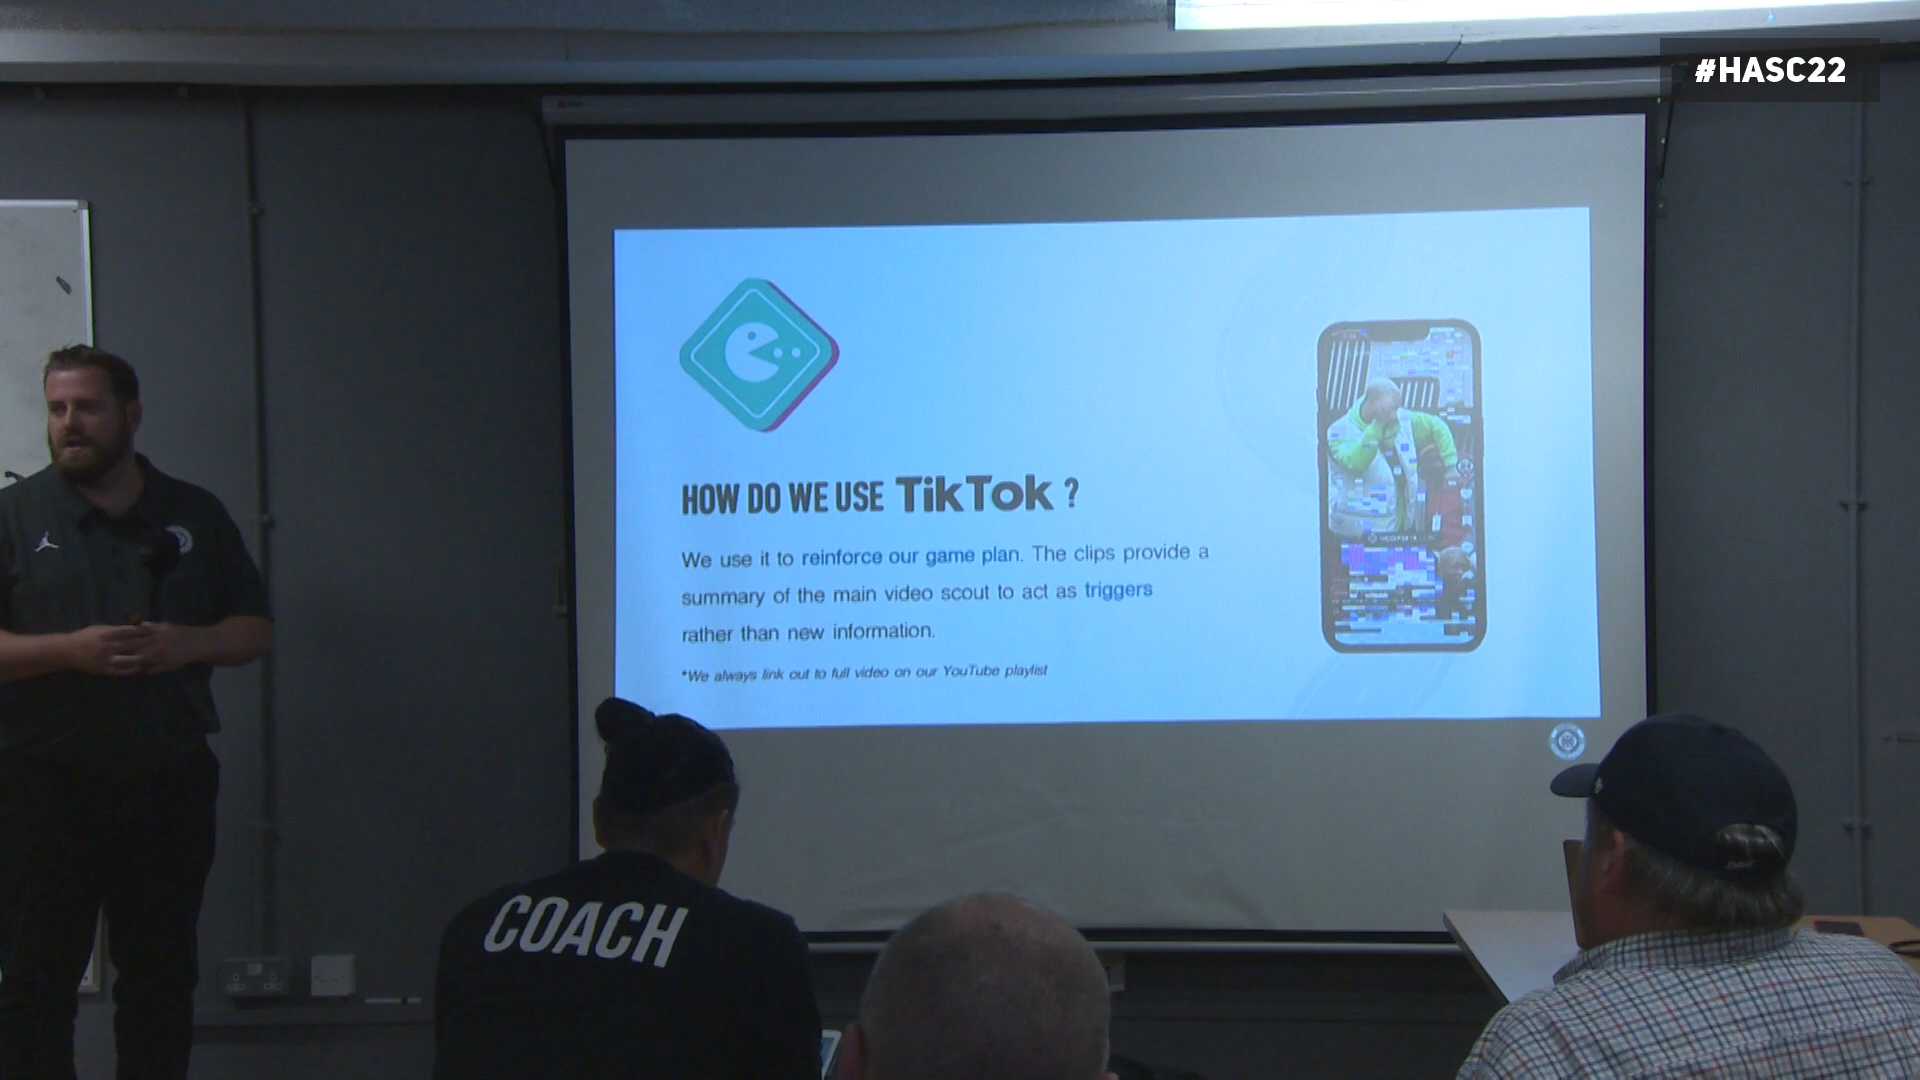 #HASC22
HOW DO WE USE TikTok ?
We use it to reinforce our game plan. The clips provide a
summary of the main video scout to act as triggers
rather than new information.
*We always link out to full video on our YouTube playlist
COACH